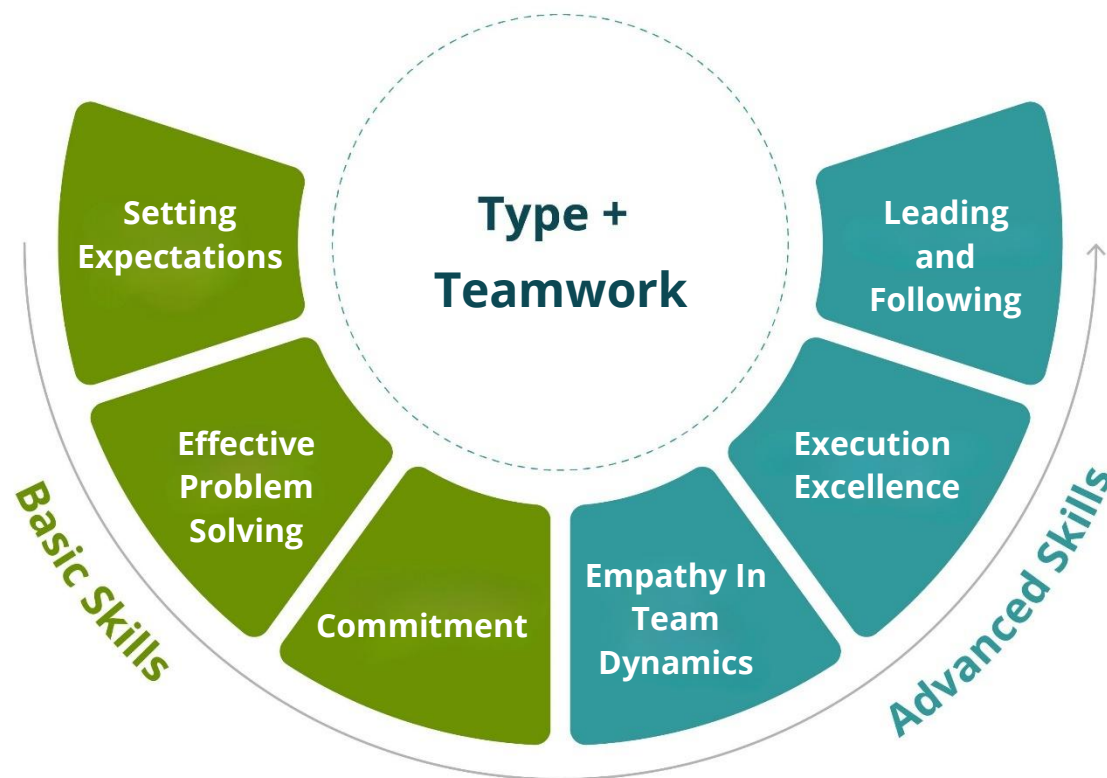 Type +
Teamwork
Setting
Expectations
Effective
Problem
Solving
Commitment
Empathy In
Team
Dynamics
Execution
Excellence
Leading
and
Following
Basic Skills
Advanced Skills